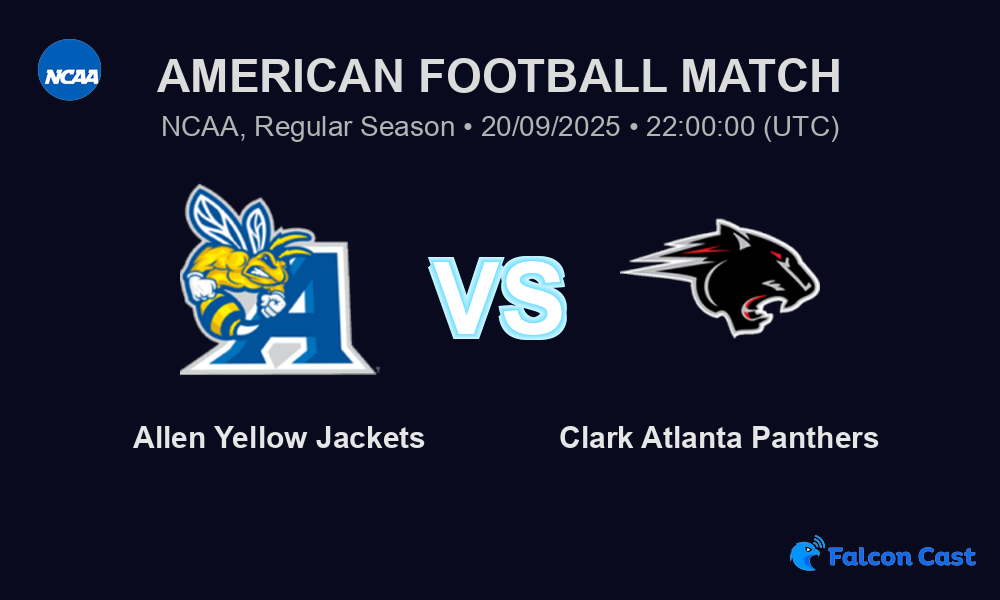 NCAA
AMERICAN FOOTBALL MATCH
NCAA, Regular Season • 20/09/2025 • 22:00:00 (UTC)
A
VS
Allen Yellow Jackets
Clark Atlanta Panthers
Falcon Cast